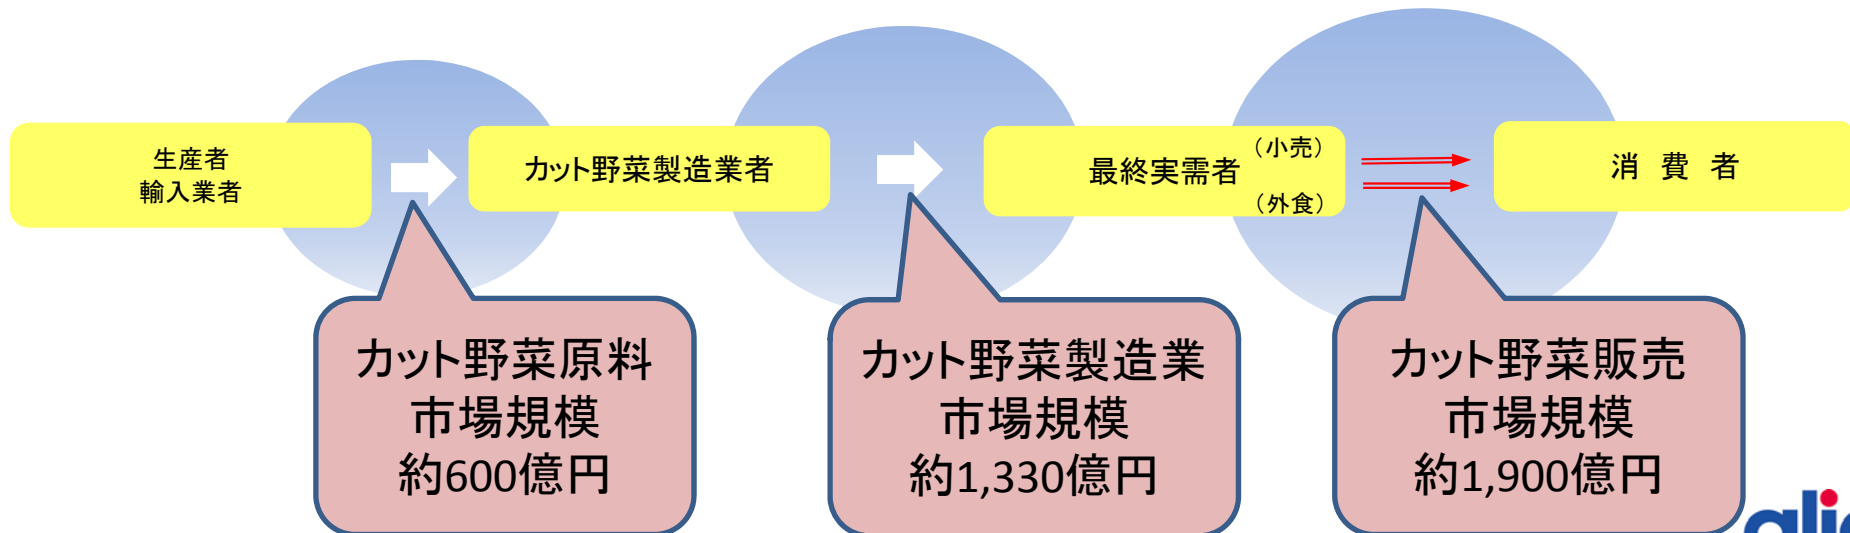 生産者
輸入業者
カット野菜製造業者
最終実需者
（小売）
（外食）
消 費 者
カット野菜原料
市場規模
約600億円
カット野菜製造業
市場規模
約1,330億円
カット野菜販売
市場規模
約1,900億円
alic